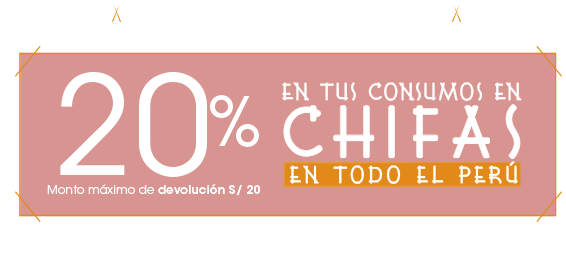 20%
Monto máximo de devolución S/ 20
EN TUS CONSUMOS EN
CHIFAS
EN TODO EL PERÚ